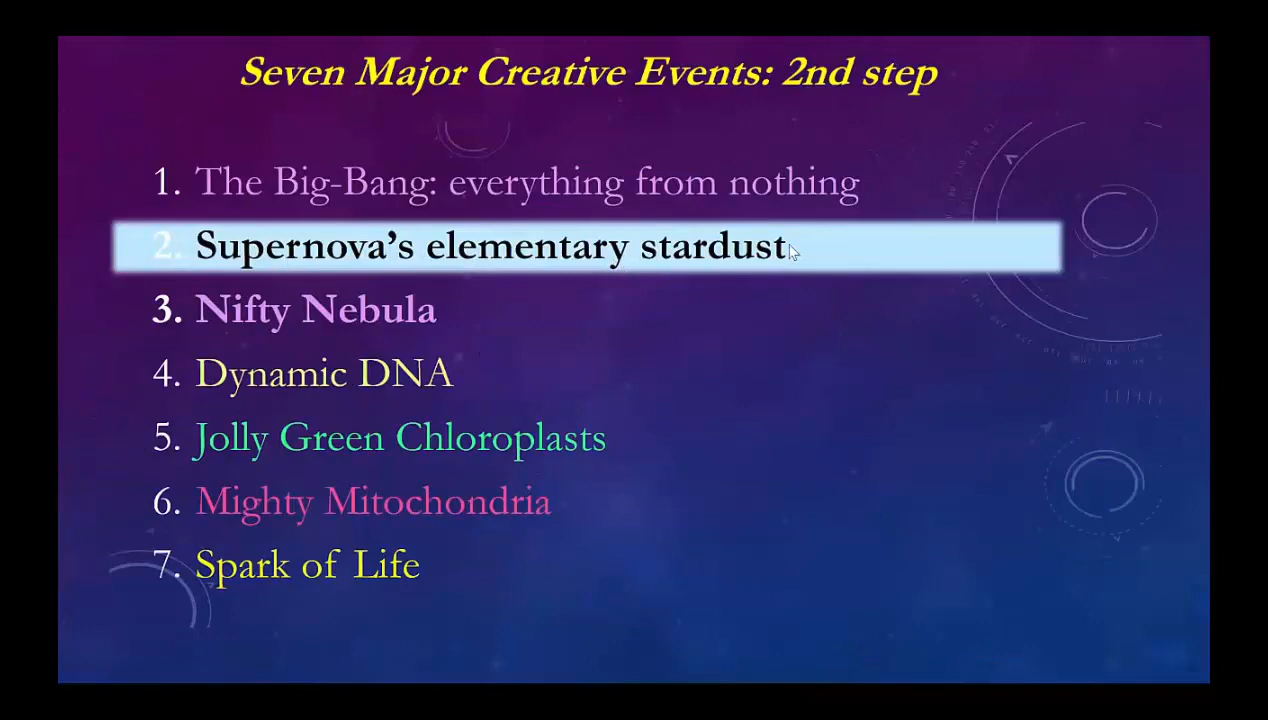 Seven Major Creative Events: 2nd step
1. The Big-Bang: everything from nothing
2. Supernova's elementary stardust
3. Nifty Nebula
4. Dynamic DNA
5. Jolly Green Chloroplasts
6. Mighty Mitochondria
7. Spark of Life